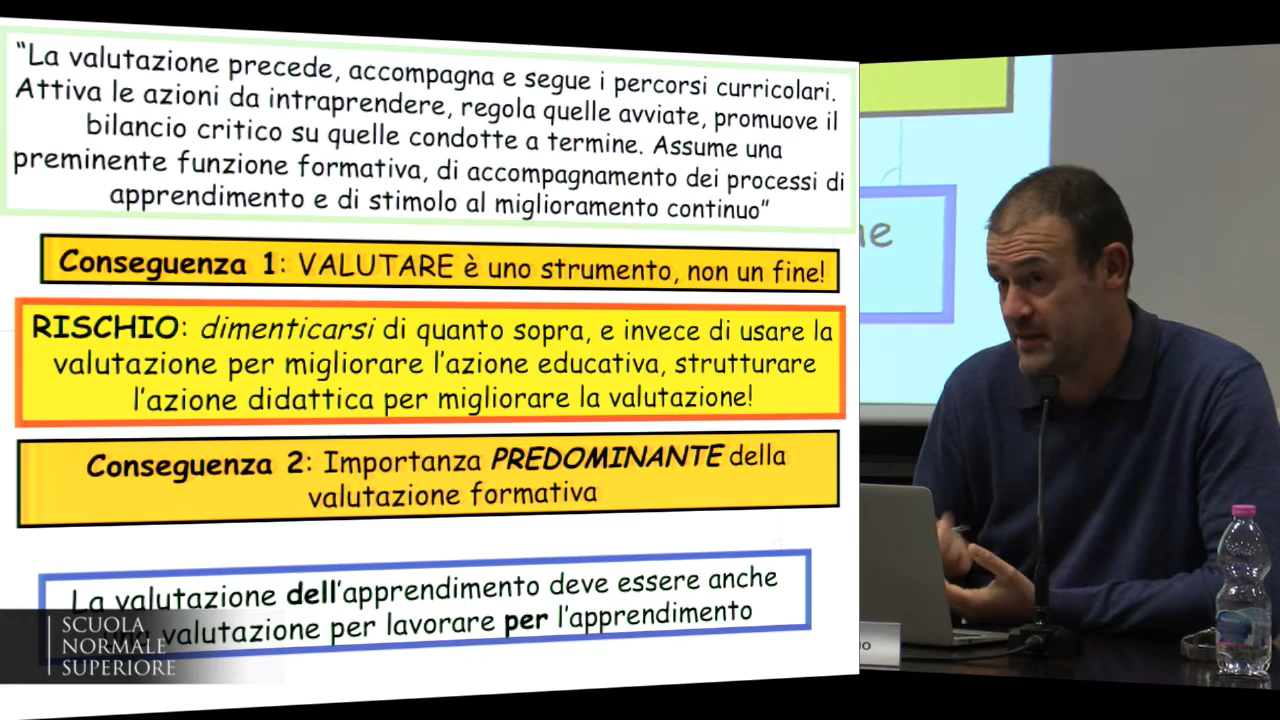 “La valutazione precede, accompagna e segue i percorsi curricolari.
Attiva le azioni da intraprendere, regola quelle avviate, promuove il
bilancio critico su quelle condotte a termine. Assume una
preminente funzione formativa, di accompagnamento dei processi di
apprendimento e di stimolo al miglioramento continuo”
Conseguenza 1: VALUTARE è uno strumento, non un fine!
RISCHIO: dimenticarsi di quanto sopra, e invece di usare la
valutazione per migliorare l’azione educativa, strutturare
l’azione didattica per migliorare la valutazione!
Conseguenza 2: Importanza PREDOMINANTE della
valutazione formativa
La valutazione dell’apprendimento deve essere anche
una valutazione per lavorare per l’apprendimento
SCUOLA
NORMALE
SUPERIORE